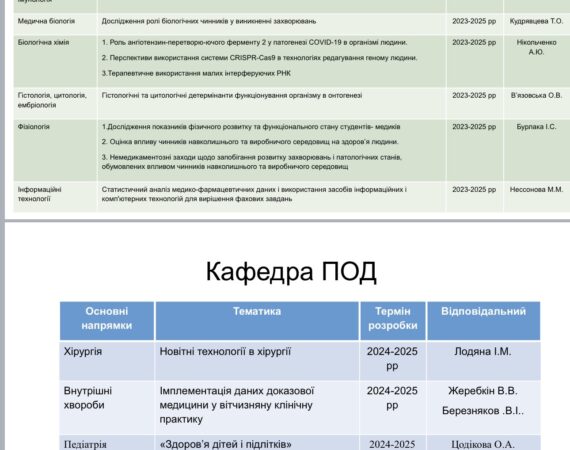 Медична біологія
Дослідження ролі біологічних чинників у виникненні захворювань
2023-2025 рр
Кудрявцева Т.О.
Біологічна хімія
1. Роль ангіотензин-перетворю-ючого ферменту 2 у патогенезі COVID-19 в організмі людини.
2. Перспективи використання системи CRISPR-Cas9 в технологіях редагування геному людини.
3.Терапевтичне використання малих інтерферуючих РНК
2023-2025 рр
Нікольченко
А.Ю.
Гістологія, цитологія,
ембріологія
Гістологічні та цитологічні детермінанти функціонування організму в онтогенезі
2023-2025 рр
В'язовська О.В.
Фізіологія
1.Дослідження показників фізичного розвитку та функціонального стану студентів- медиків
2. Оцінка впливу чинників навколишнього та виробничого середовищ на здоров'я людини.
3. Немедикаментозні заходи щодо запобігання розвитку захворювань і патологічних станів,
обумовлених впливом чинників навколишнього та виробничого середовищ
2023-2025 рр
Бурлака І.С.
Інформаційні
технології
Статистичний аналіз медико-фармацевтичних даних і використання засобів інформаційних і
комп'ютерних технологій для вирішення фахових завдань
2023-2025 рр
Нессонова М.М.
Кафедра ПОД
Основні
напрямки
Тематика
Термін
розробки
Відповідальний
Хірургія
Новітні технології в хірургії
2024-2025
рр
Лодяна І.М.
Внутрішні
хвороби
Імплементація даних доказової
медицини у вітчизняну клінічну
практику
2024-2025
рр
Жеребкін В.В.
Березняков .В.І..
Педіатрія
«Здоров'я дітей і підлітків»
2024-2025
Цодікова О.А.